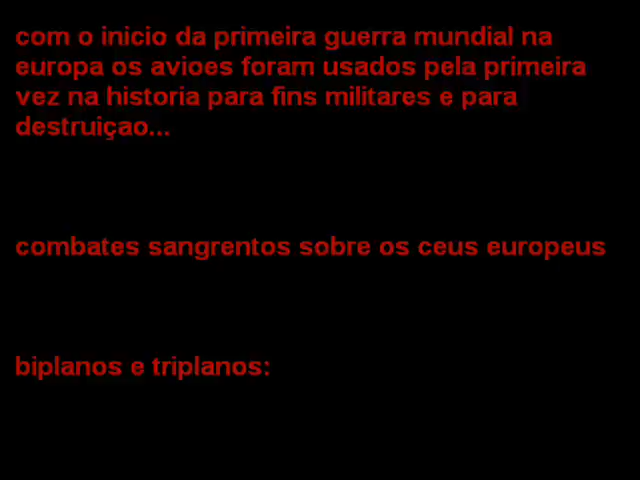 com o inicio da primeira guerra mundial na
europa os avioes foram usados pela primeira
vez na historia para fins militares e para
destruiçao...
combates sangrentos sobre os ceus europeus
biplanos e triplanos: